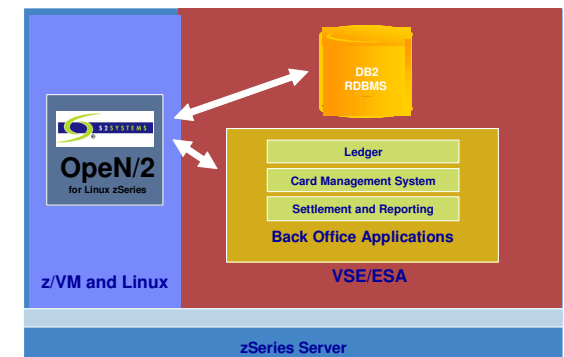 S2SYSTEMS
OpeN/2
for Linux zSeries
z/VM and Linux
DB2
RDBMS
Ledger
Card Management System
Settlement and Reporting
Back Office Applications
VSE/ESA
zSeries Server